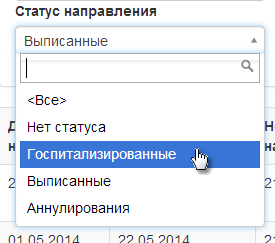 Статус направления
Выписанные
<Все>
Нет статуса
Госпитализированные
Выписанные
Аннулирования
01.05.2014
22.05.2014